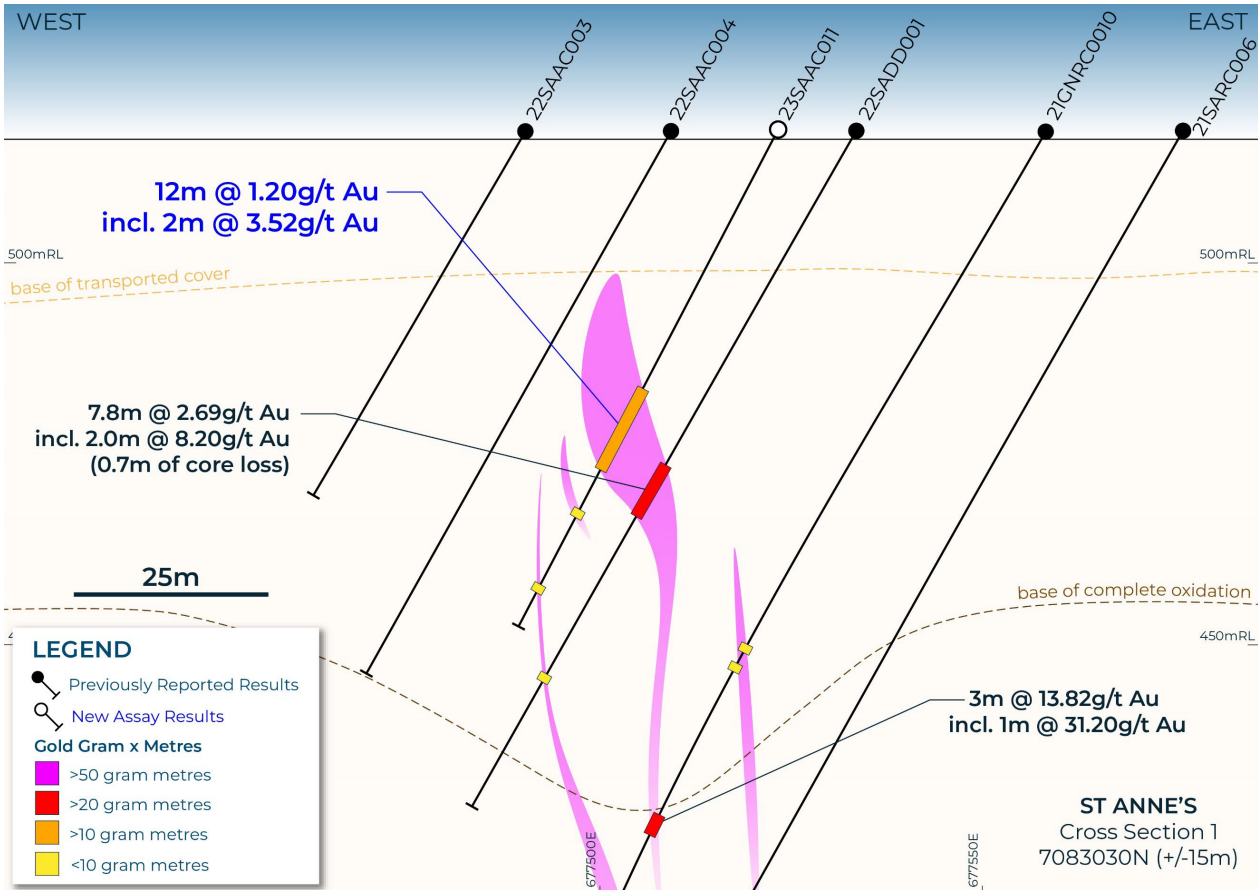 WEST
EAST
22SAAC003
22SAAC004
23SAAC011
22SADD001
21GNRC0010
21SARC006
12m @ 1.20g/t Au
incl. 2m @ 3.52g/t Au
500mRL
500mRL
base of transported cover
7.8m @ 2.69g/t Au
incl. 2.0m @ 8.20g/t Au
(0.7m of core loss)
25m
base of complete oxidation
450mRL
LEGEND
Previously Reported Results
New Assay Results
Gold Gram x Metres
>50 gram metres
>20 gram metres
>10 gram metres
<10 gram metres
3m @ 13.82g/t Au
incl. 1m @ 31.20g/t Au
677500E
677550E
ST ANNE'S
Cross Section 1
7083030N (+/-15m)